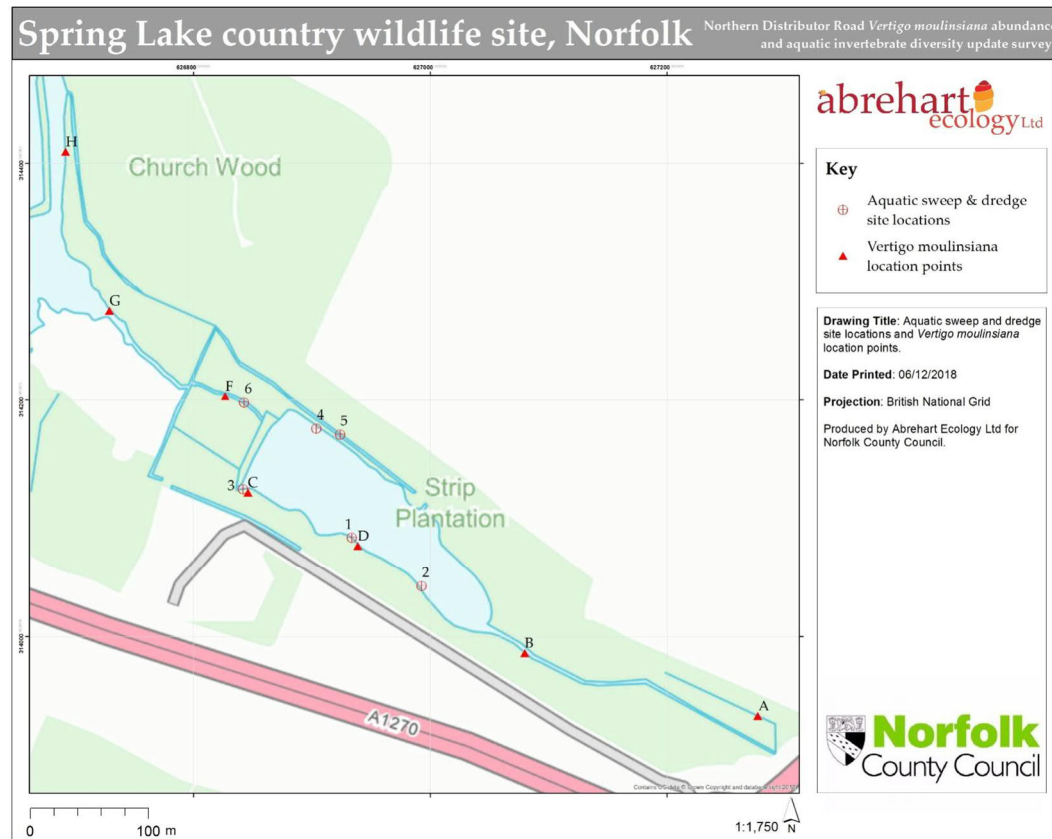 Spring Lake country wildlife site, Norfolk
Northern Distributor Road Vertigo moulinsiana abundance
and aquatic invertebrate diversity update survey
626800
627000
627200
314400
314200
314000
H
Church Wood
G
F
6
4
5
3
C
Strip
Plantation
1
D
2
B
A
A1270
abrehart
ecology Ltd
Key
Aquatic sweep & dredge
site locations
Vertigo moulinsiana
location points
Drawing Title: Aquatic sweep and dredge
site locations and Vertigo moulinsiana
location points.
Date Printed: 06/12/2018
Projection: British National Grid
Produced by Abrehart Ecology Ltd for
Norfolk County Council.
Norfolk
County Council
Crown Copyright and database
0
100 m
1:1,750
N